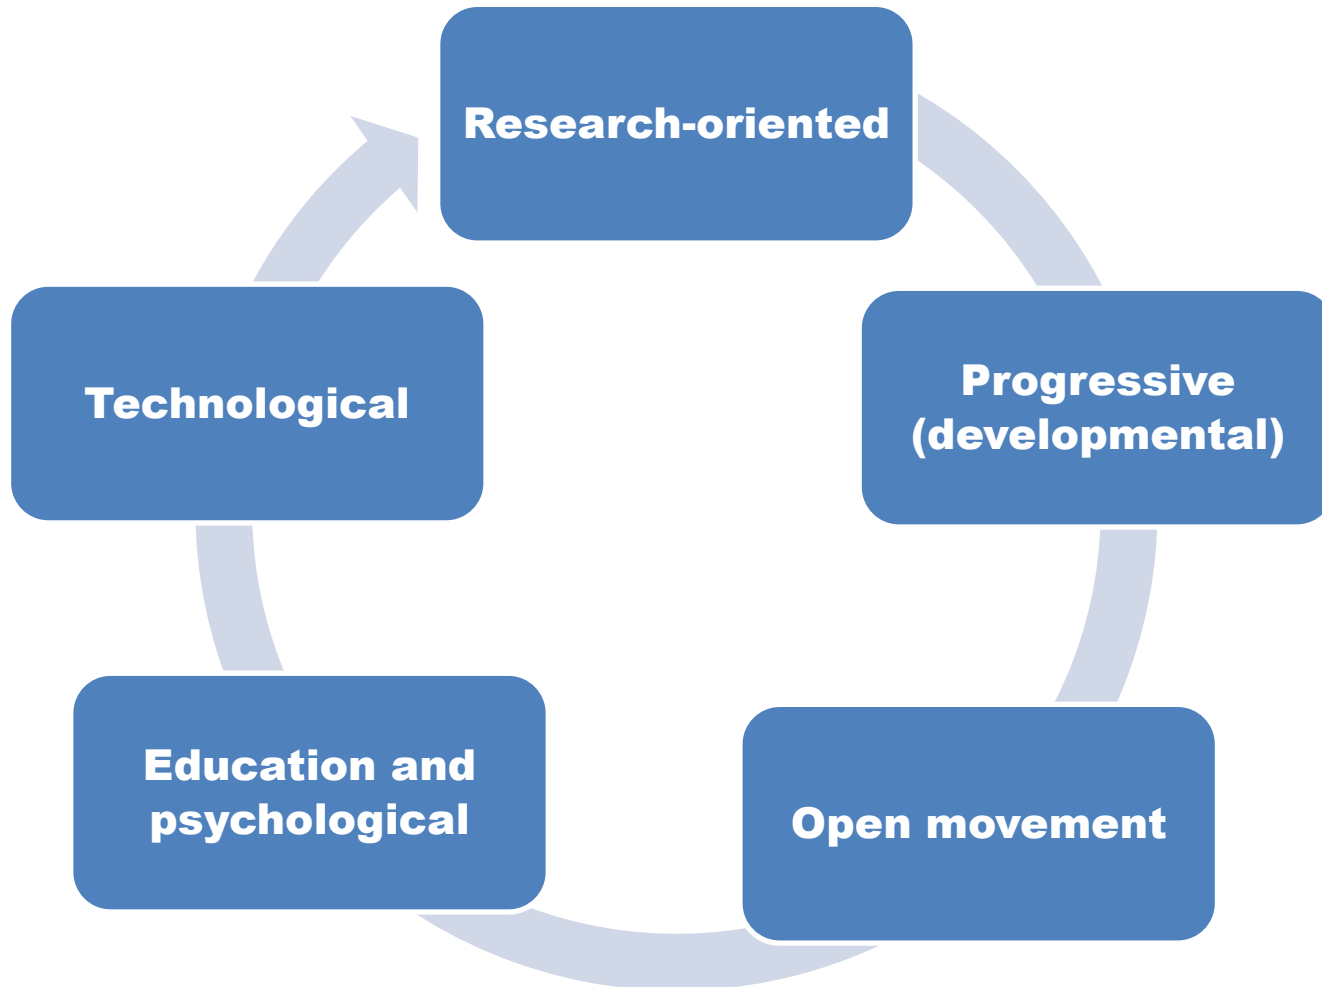 Research-oriented
Progressive
(developmental)
Open movement
Education and
psychological
Technological